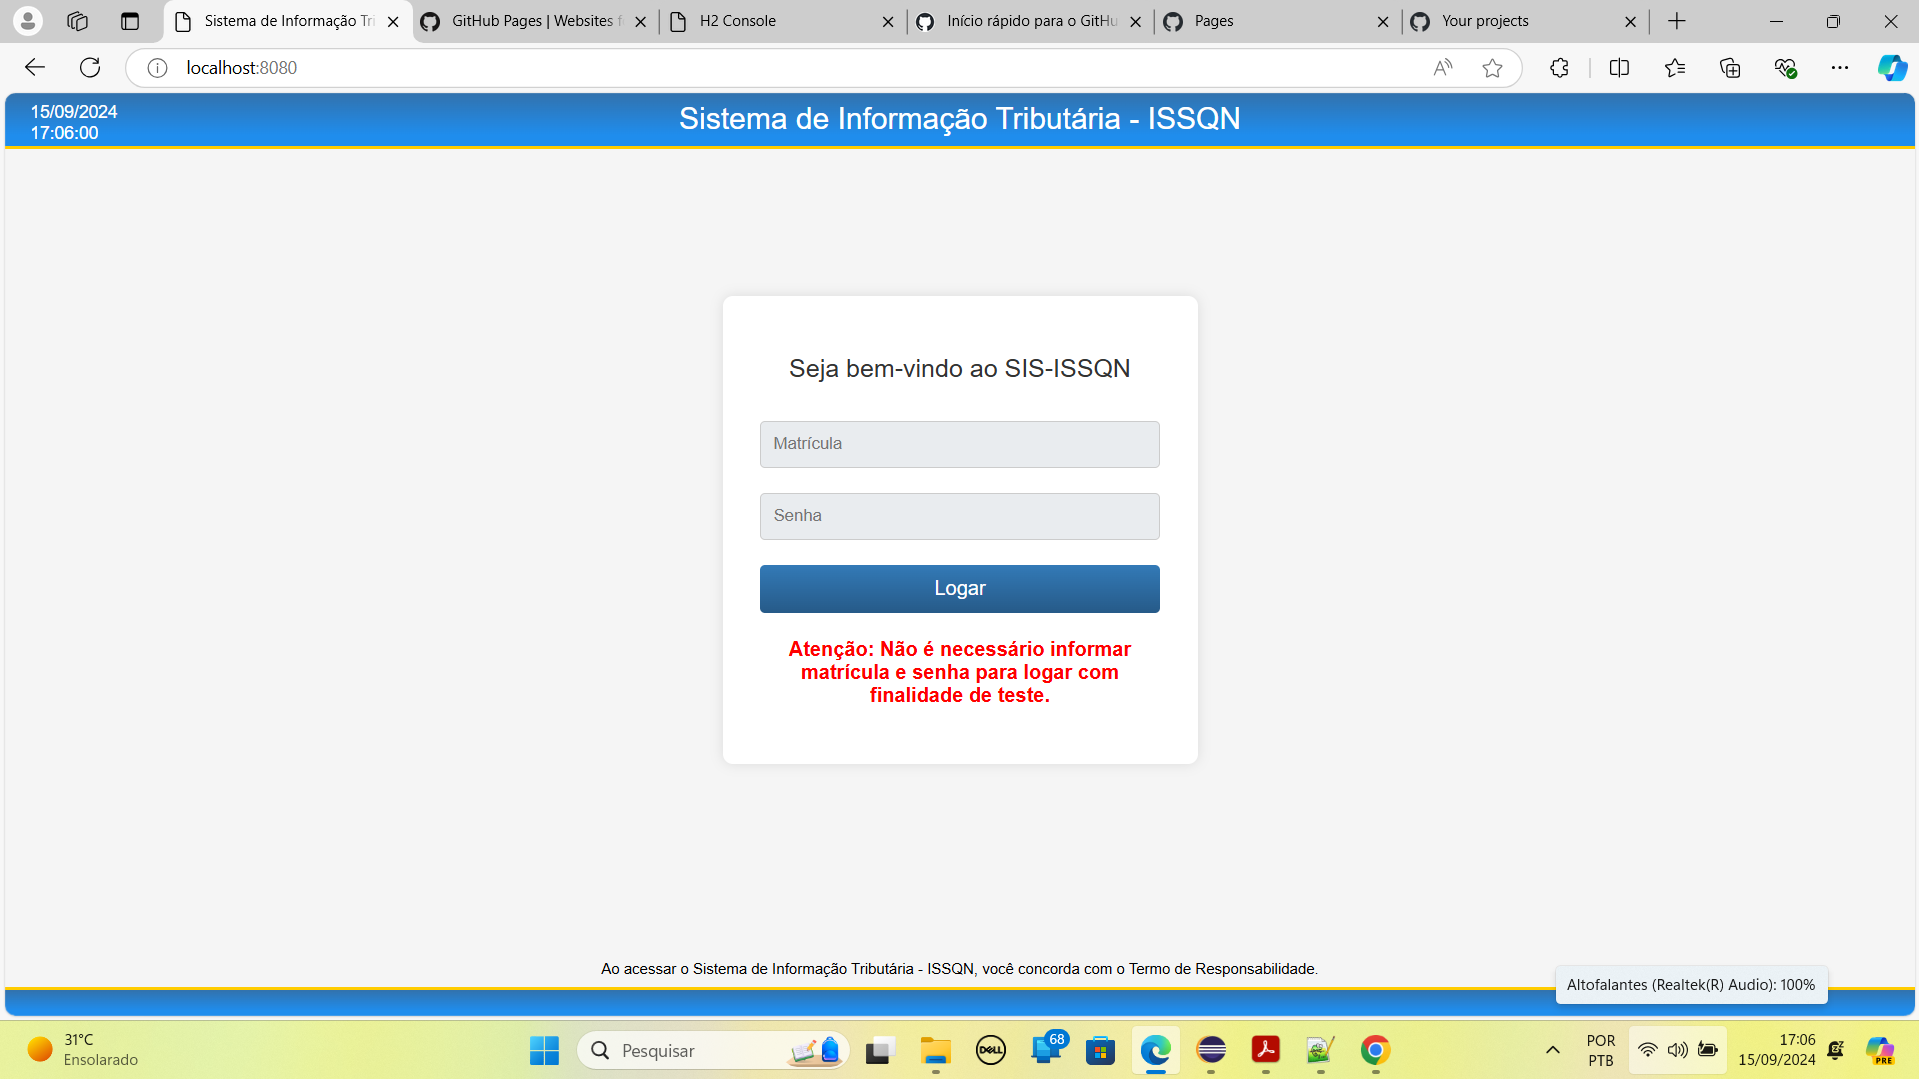 Sistema de Informação Tri
GitHub Pages | Websites f
H2 Console
Início rápido para o GitHu
Pages
Your projects
localhost:8080
15/09/2024
17:06:00
Sistema de Informação Tributária - ISSQN
Seja bem-vindo ao SIS-ISSQN
Matrícula
Senha
Logar
Atenção: Não é necessário informar
matrícula e senha para logar com
finalidade de teste.
Ao acessar o Sistema de Informação Tributária - ISSQN, você concorda com o Termo de Responsabilidade.
Altofalantes (Realtek(R) Audio): 100%
31°C
Ensolarado
Pesquisar
DELL
68
POR
PTB
17:06
15/09/2024
PRE